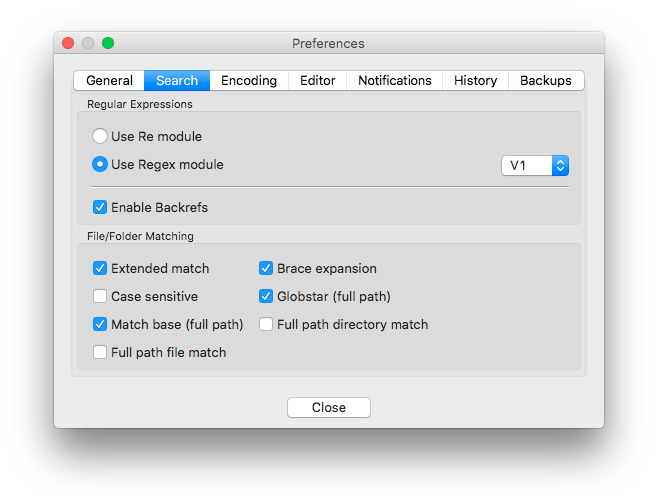 Preferences
General Search Encoding Editor Notifications History Backups
Regular Expressions
Use Re module
Use Regex module V1
Enable Backrefs
File/Folder Matching
Extended match Brace expansion
Case sensitive Globstar (full path)
Match base (full path) Full path directory match
Full path file match
Close